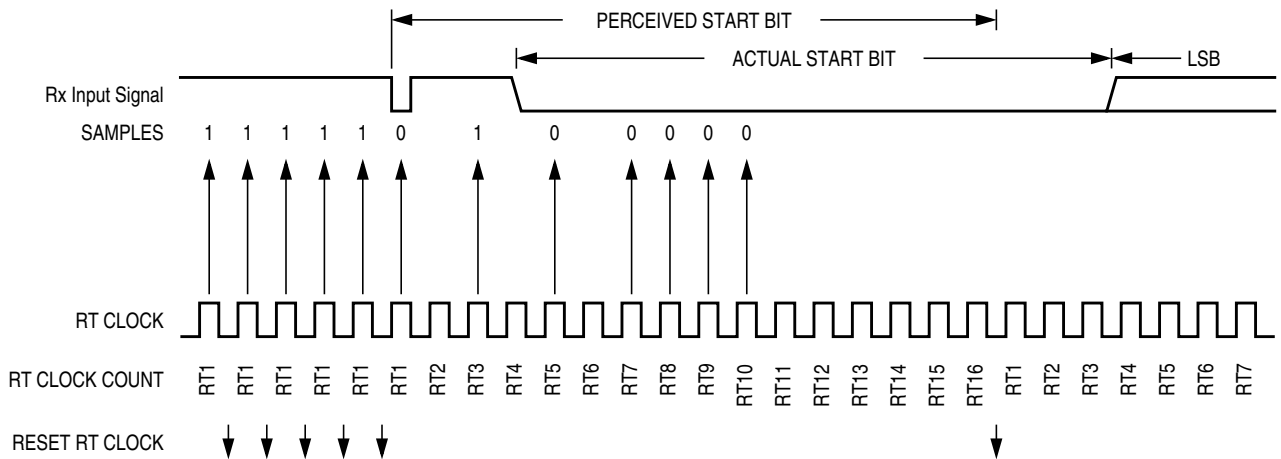 PERCEIVED START BIT
ACTUAL START BIT LSB
Rx Input Signal
SAMPLES 1 1 1 1 1 0 1 0 0 0 0 0
RT CLOCK
RT CLOCK COUNT RT1 RT1 RT1 RT1 RT1 RT1 RT2 RT3 RT4 RT5 RT6 RT7 RT8 RT9 RT10 RT11 RT12 RT13 RT14 RT15 RT16 RT1 RT2 RT3 RT4 RT5 RT6 RT7
RESET RT CLOCK